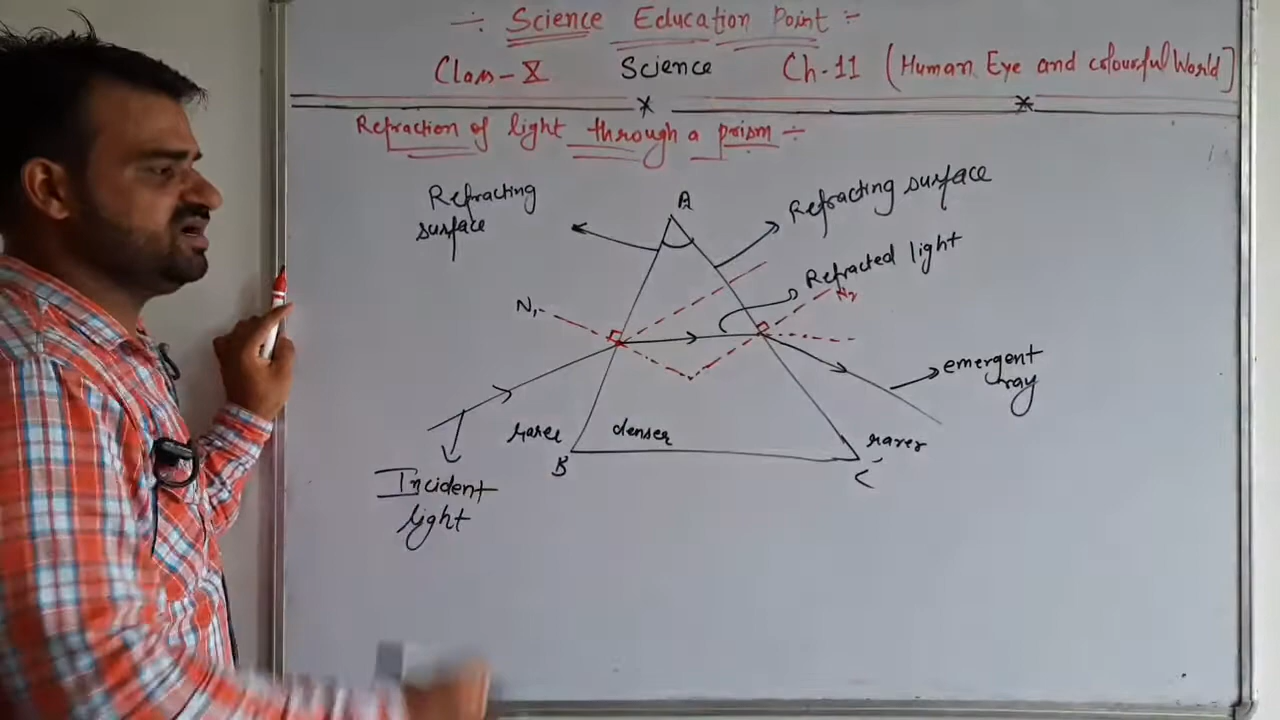 ÷ Science Education Point ÷
Class-X Science Ch-11 (Human Eye and colourful World)
Refraction of light through a prism ÷
Refracting
surface
A
Refracting surface
Refracted light
N1
N2
emergent
ray
rarer
denser
rarer
B
C
Incident
light